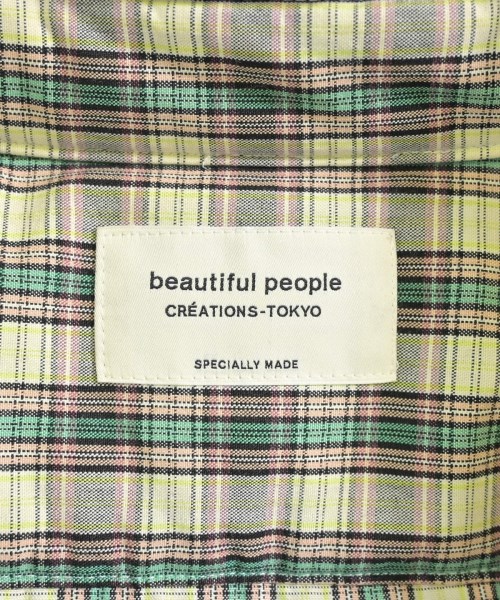 beautiful people
CRÉATIONS-TOKYO
SPECIALLY MADE